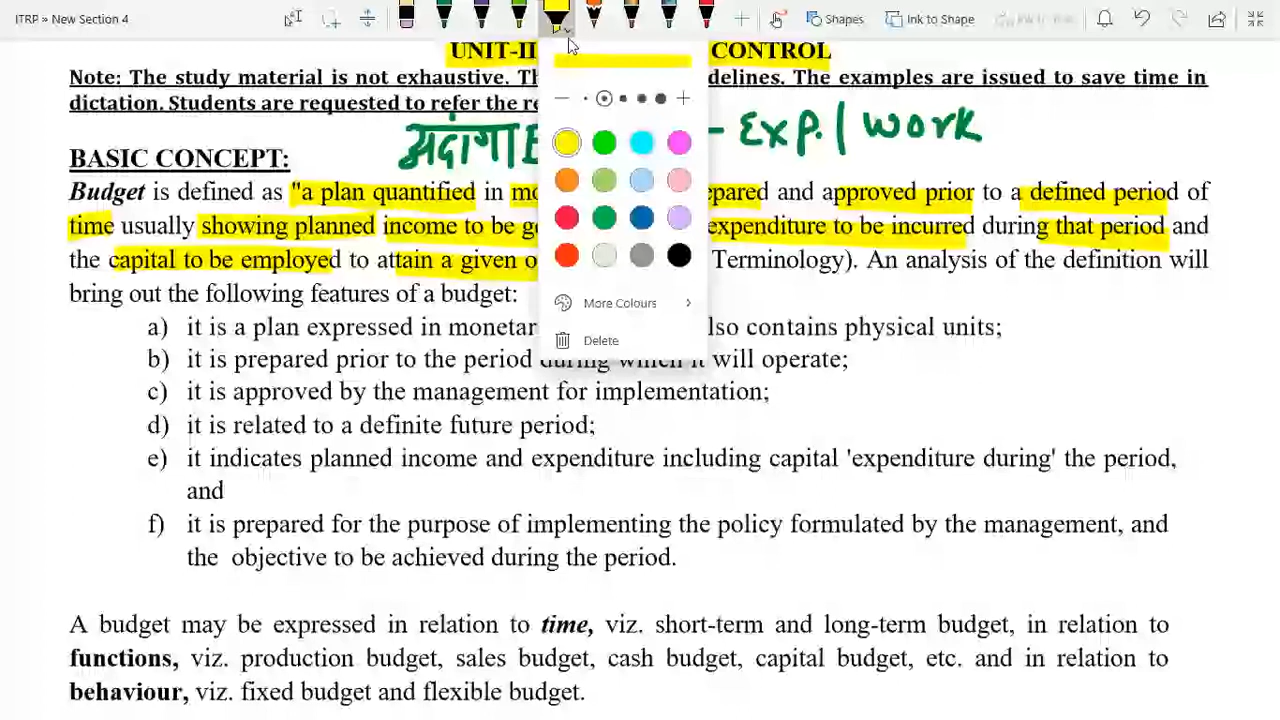 ITRP » New Section 4
Shapes
Ink to Shape
UNIT-II CONTROL
Note: The study material is not exhaustive. Th delines. The examples are issued to save time in
dictation. Students are requested to refer the re
Exp. | work
BASIC CONCEPT:
Budget is defined as "a plan quantified in mo epared and approved prior to a defined period of
time usually showing planned income to be ge expenditure to be incurred during that period and
the capital to be employed to attain a given o Terminology). An analysis of the definition will
bring out the following features of a budget:
More Colours
Delete
a) it is a plan expressed in monetar lso contains physical units;
b) it is prepared prior to the period during which it will operate;
c) it is approved by the management for implementation;
d) it is related to a definite future period;
e) it indicates planned income and expenditure including capital 'expenditure during' the period,
and
f) it is prepared for the purpose of implementing the policy formulated by the management, and
the objective to be achieved during the period.
A budget may be expressed in relation to time, viz. short-term and long-term budget, in relation to
functions, viz. production budget, sales budget, cash budget, capital budget, etc. and in relation to
behaviour, viz. fixed budget and flexible budget.